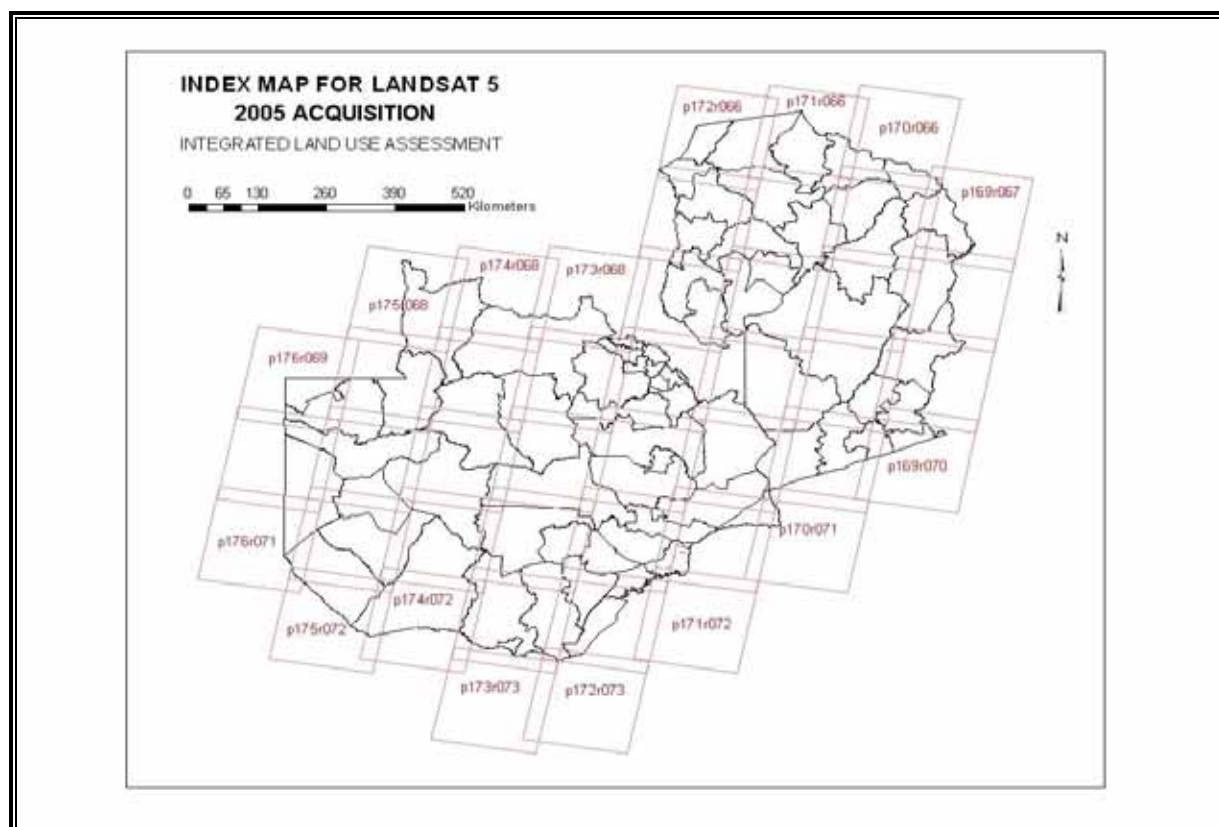 INDEX MAP FOR LANDSAT 5
2005 ACQUISITION
INTEGRATED LAND USE ASSESSMENT
0 65 130 260 390 520
Kilometers
p172r066
p171r066
p170r066
p169r067
N
p174r068
p173r068
p175r068
p176r069
p169r070
p176r071
p170r071
p174r072
p175r072
p171r072
p173r073
p172r073